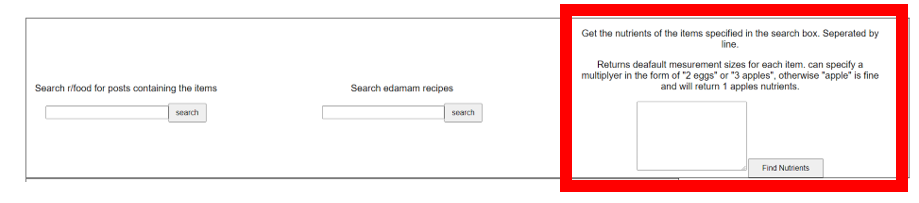 Search r/food for posts containing the items
search
Search edamam recipes
search
Get the nutrients of the items specified in the search box. Seperated by
line.
Returns deafault mesurement sizes for each item. can specify a
multiplyer in the form of "2 eggs" or "3 apples", otherwise "apple" is fine
and will return 1 apples nutrients.
Find Nutrients